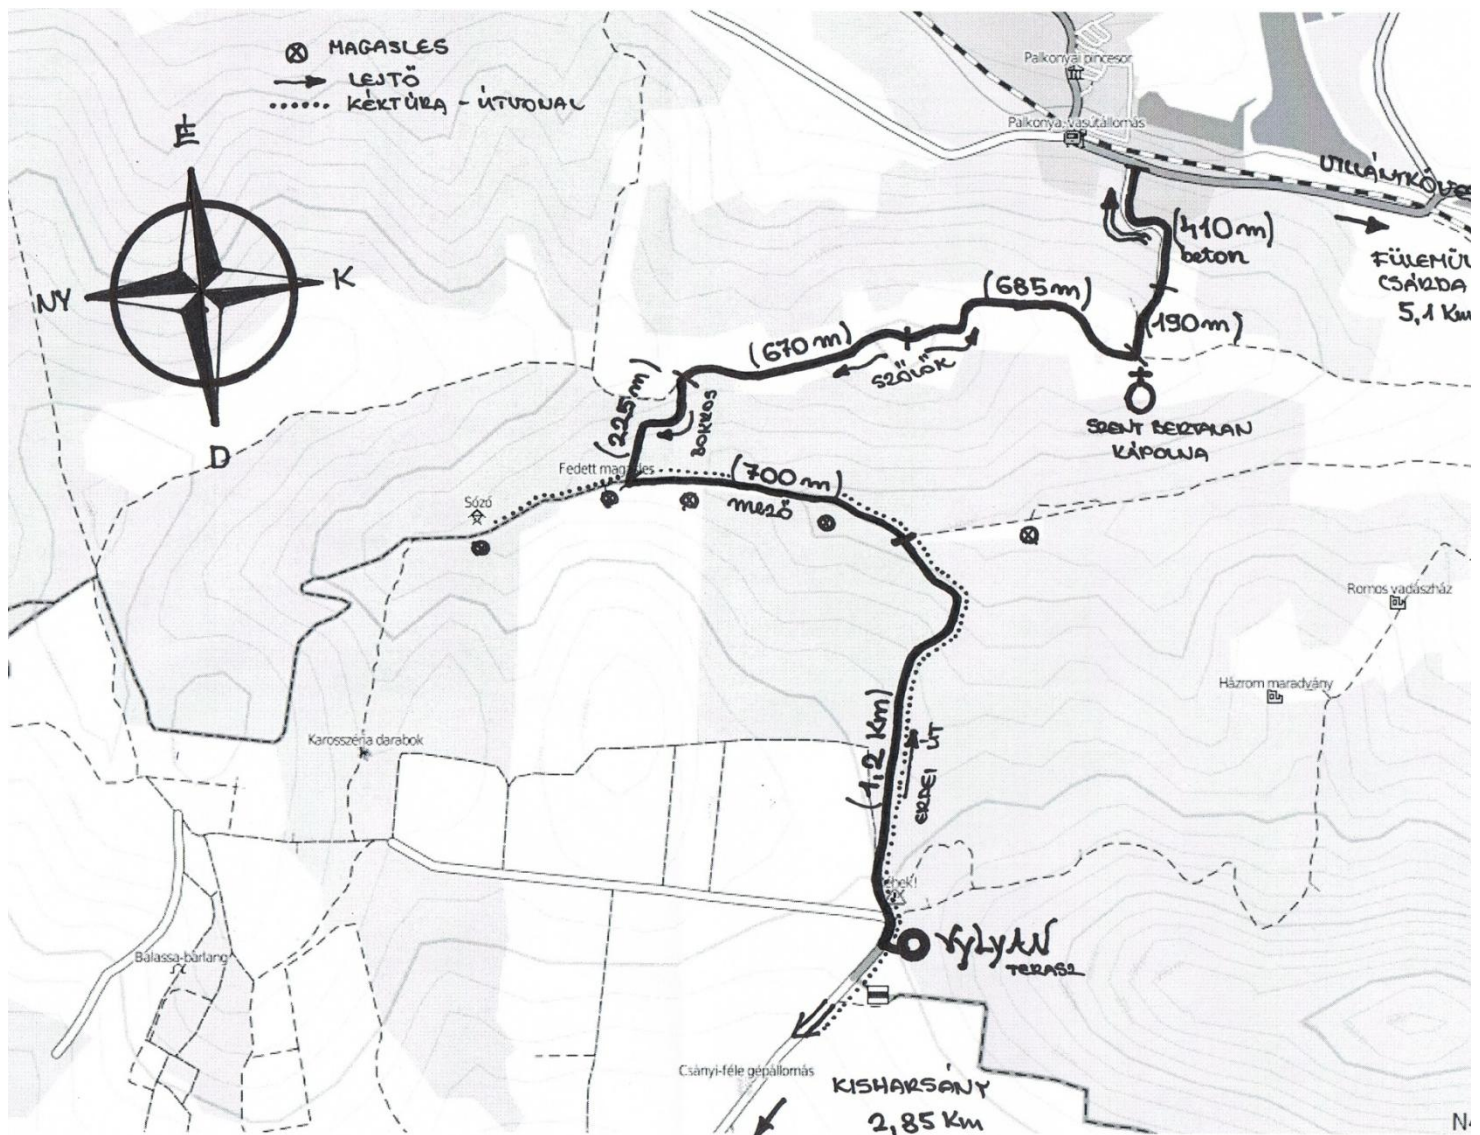 MAGASLES
LEJTŐ
KÉKTÚRA - ÚTVONAL
É
NY
K
D
Palkonyai pincesor
Palkonya, vasútállomás
(410 m)
beton
FÜLEMÜL
CSÁRDA
5,1 Km
(685 m)
(190 m)
(670 m)
SZŐLŐK
SZENT BERTALAN
KÁPOLNA
(225 m)
BOKROS
Fedett magasles
(700 m)
mező
Sózó
Romos vadászház
Házrom maradvány
Karosszéria darabok
(1,2 Km)
ERDEI ÚT
VylyAN
TERASZ
Balassa-barlang
Csányi-féle gépállomás
KISHARSÁNY
2,85 Km